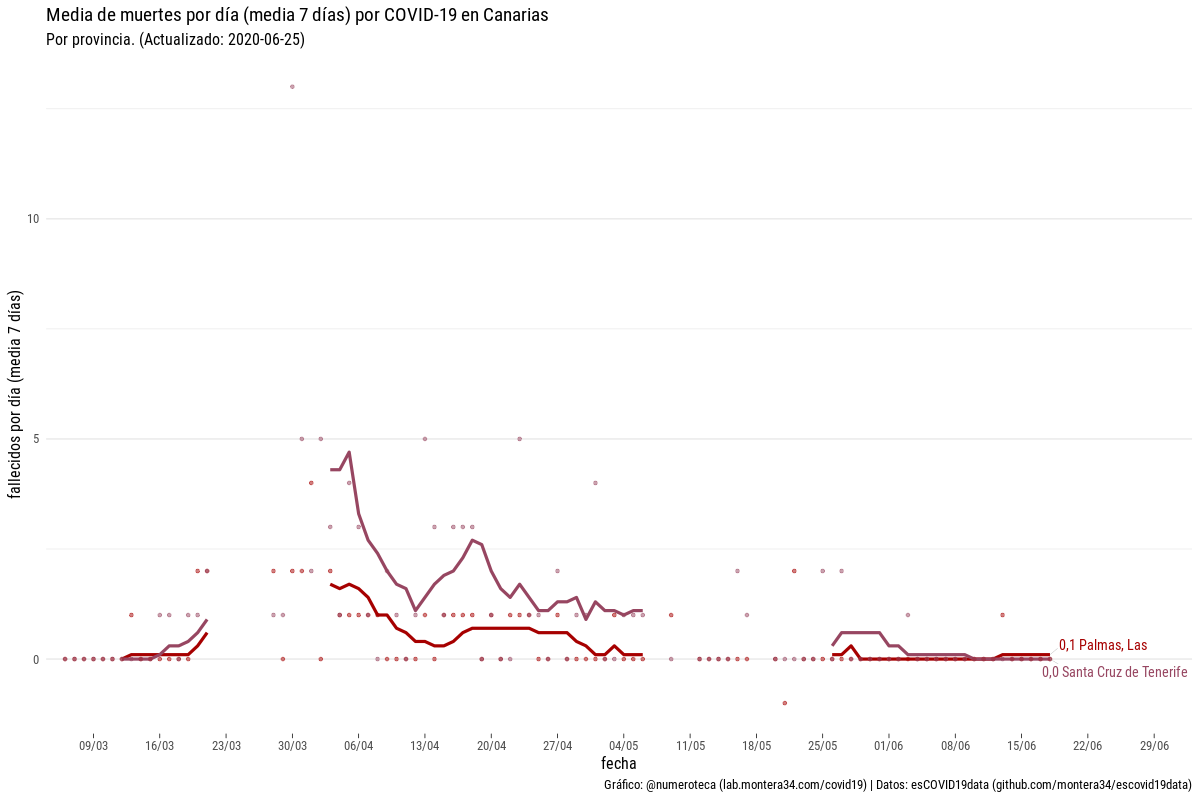 Media de muertes por día (media 7 días) por COVID-19 en Canarias
Por provincia. (Actualizado: 2020-06-25)
fallecidos por día (media 7 días)
10
5
0
0,1 Palmas, Las
0,0 Santa Cruz de Tenerife
09/03 16/03 23/03 30/03 06/04 13/04 20/04 27/04 04/05 11/05 18/05 25/05 01/06 08/06 15/06 22/06 29/06
fecha
Gráfico: @numeroteca (lab.montera34.com/covid19) | Datos: esCOVID19data (github.com/montera34/escovid19data)